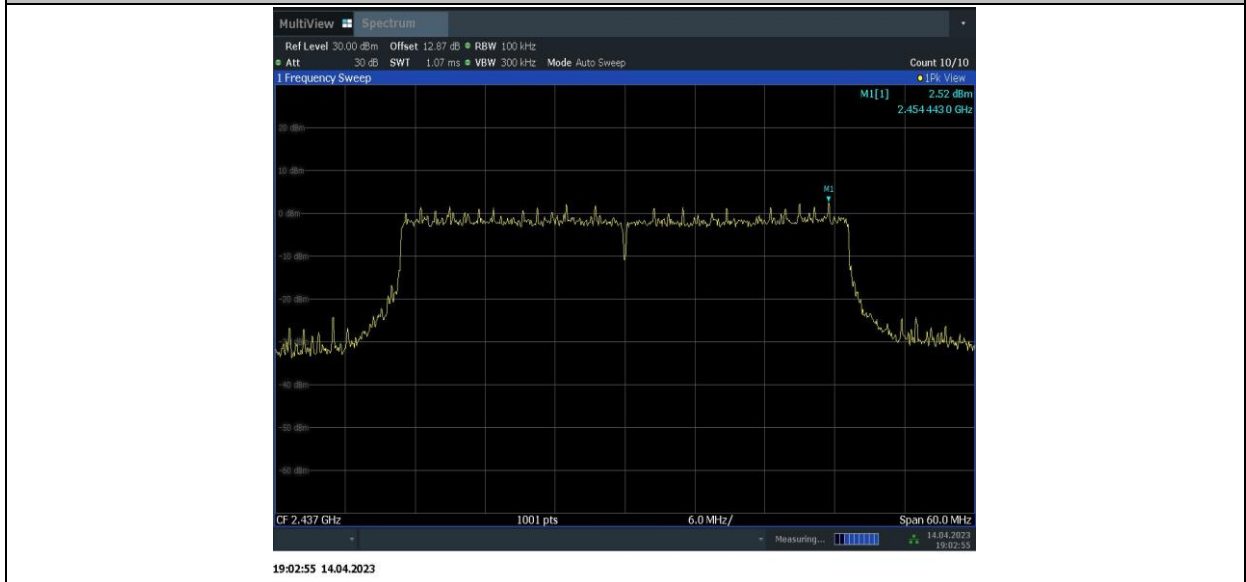 MultiView Spectrum
Ref Level 30.00 dBm Offset 12.87 dB RBW 100 kHz
Att 30 dB SWT 1.07 ms VBW 300 kHz Mode Auto Sweep Count 10/10
1 Frequency Sweep 1Pk View
M1[1] 2.52 dBm
2.454 443 0 GHz
20 dBm
10 dBm
M1
0 dBm
-10 dBm
-20 dBm
-40 dBm
-50 dBm
-60 dBm
CF 2.437 GHz 1001 pts 6.0 MHz/ Span 60.0 MHz
Measuring... 14.04.2023
19:02:55
19:02:55 14.04.2023